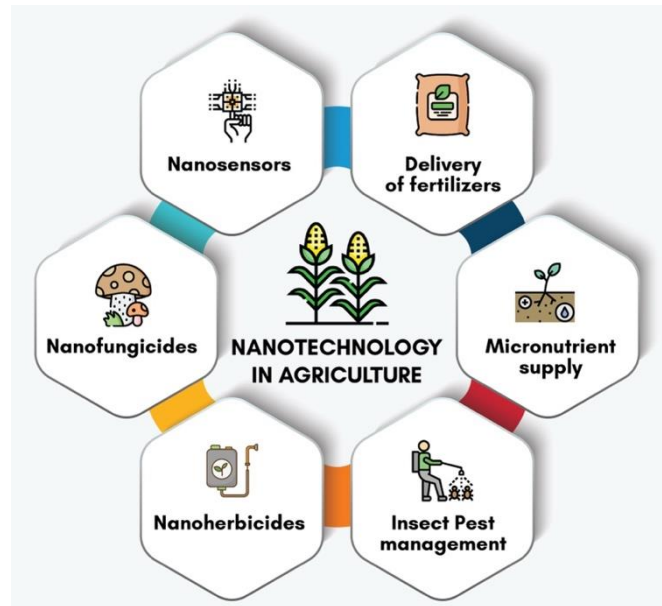 Nanosensors
Delivery
of fertilizers
Nanofungicides
NANOTECHNOLOGY
IN AGRICULTURE
Micronutrient
supply
Nanoherbicides
Insect Pest
management